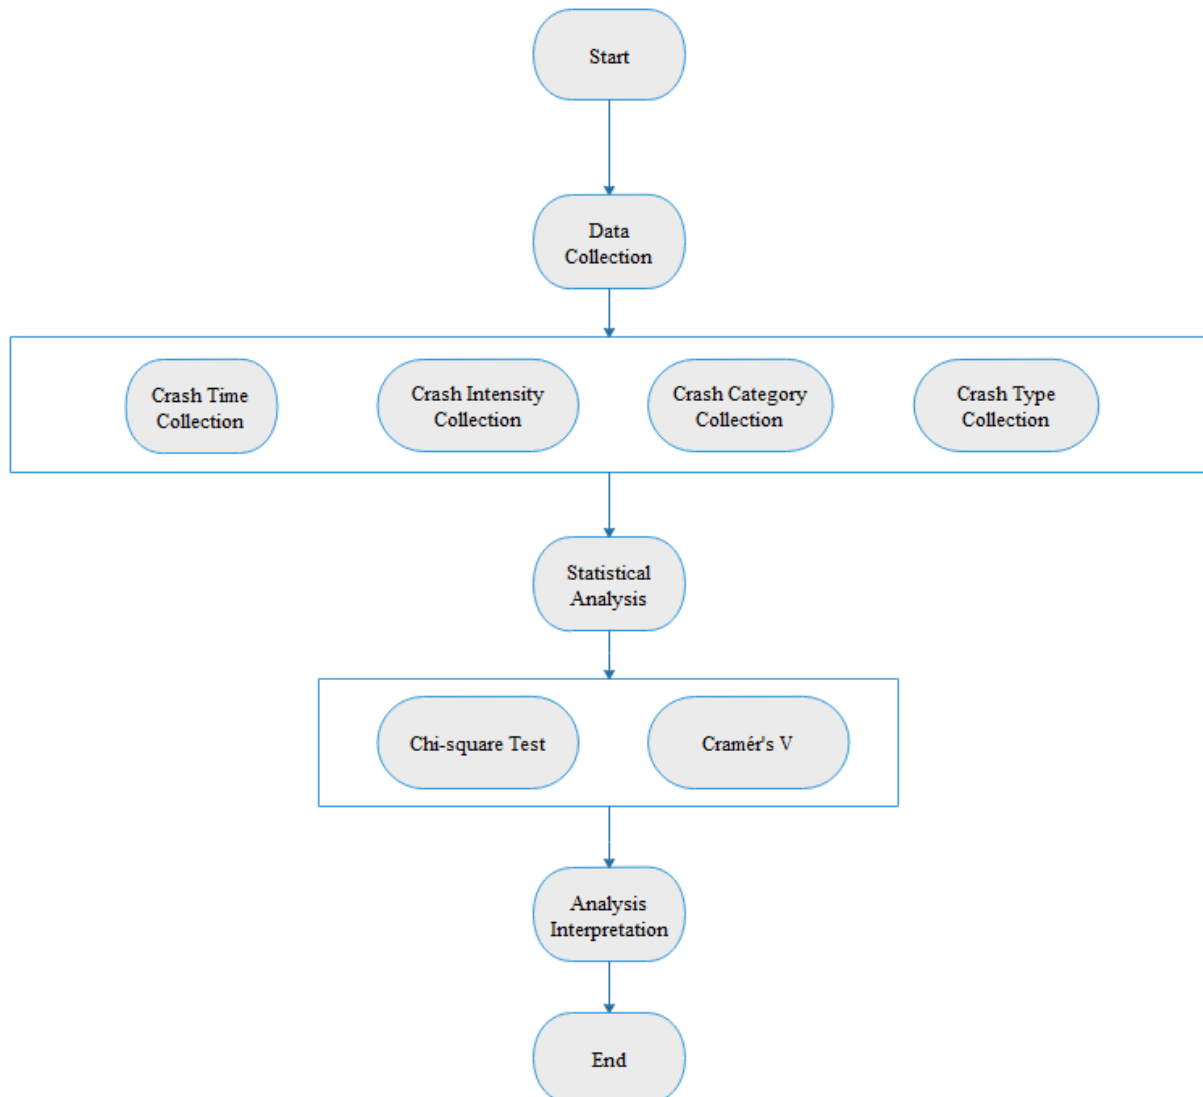 Start
Data
Collection
Crash Time
Collection
Crash Intensity
Collection
Crash Category
Collection
Crash Type
Collection
Statistical
Analysis
Chi-square Test
Cramér's V
Analysis
Interpretation
End